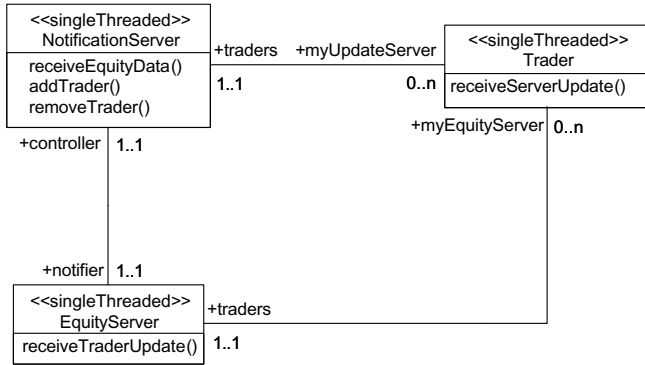 <<singleThreaded>>
NotificationServer
receiveEquityData()
addTrader()
removeTrader()
+traders
1..1
+myUpdateServer
0..n
<<singleThreaded>>
Trader
receiveServerUpdate()
+myEquityServer
0..n
+controller
1..1
+notifier
1..1
<<singleThreaded>>
EquityServer
receiveTraderUpdate()
+traders
1..1